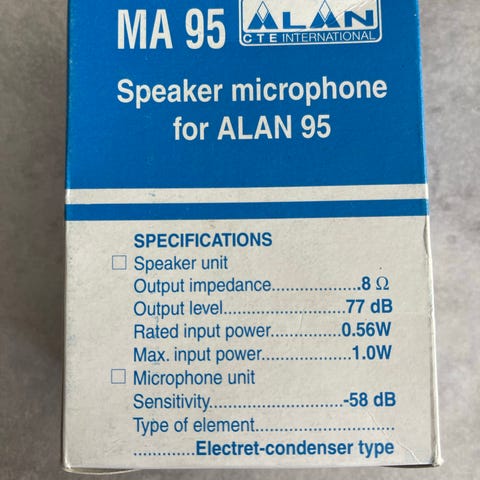 MA 95 ALAN
CTE INTERNATIONAL
Speaker microphone
for ALAN 95
SPECIFICATIONS
☐ Speaker unit
Output impedance...................8 Ω
Output level..........................77 dB
Rated input power...............0.56W
Max. input power...................1.0W
☐ Microphone unit
Sensitivity.............................-58 dB
Type of element..............................
.............Electret-condenser type